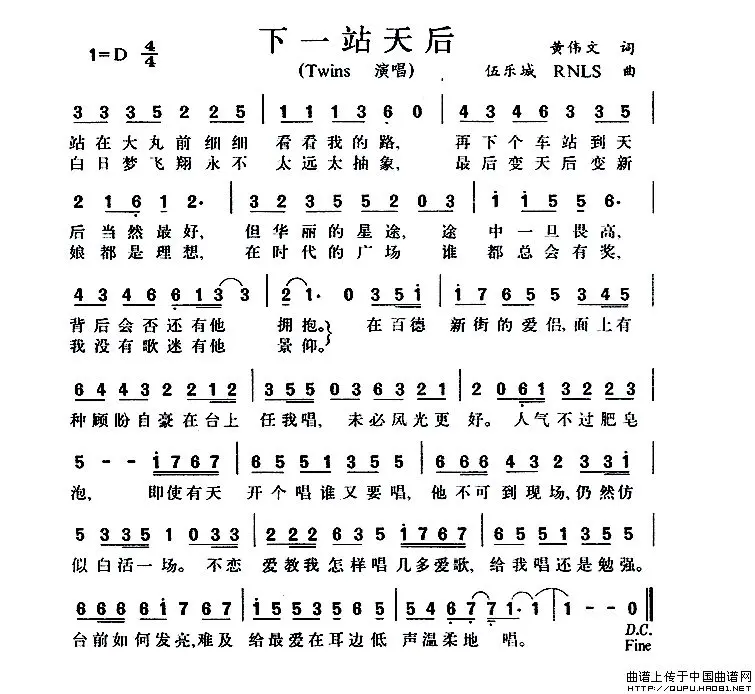 下一站天后
1=D 4/4
(Twins 演唱)
黄伟文 词
伍乐城 RNLS 曲
3 3 3 5 2 2 5 | 1 1 1 3 6 0 | 4 3 4 6 3 3 5 |
站在大丸前细细 看看我的路, 再下个车站到天
白日梦飞翔永不 太远太抽象, 最后变天后变新
2 1 6 1 2· | 3 2 3 5 5 2 0 3 | 1 1 5 5 6· |
后当然最好, 但华丽的星途, 途 中一旦畏高,
娘都是理想, 在时代的广场 谁 都总会有奖,
4 3 4 6 6 1 3 3 | 2 1· 0 3 5 1 | 1 7 6 5 5 3 4 5 |
背后会否还有他 拥抱。} 在百德 新街的爱侣,面上有
我没有歌迷有他 景仰。
6 4 4 3 2 2 1 2 | 3 5 5 0 3 6 3 2 1 | 2 0 6 1 3 2 2 3 |
种顾盼自豪在台上 任我唱, 未必风光更 好。人气不过肥皂
5 - - 1 7 6 7 | 6 5 5 1 3 5 5 | 6 6 6 4 3 2 3 3 1 |
泡, 即使有天 开个唱谁又要唱, 他不可到现场,仍然仿
5 3 3 5 1 0 3 3 | 2 2 2 6 3 5 1 7 6 7 | 6 5 5 1 3 5 5 |
似白活一场。不恋 爱教我怎样唱几多爱歌,给我唱还是勉强。
6 6 6 6 1 7 6 7 | 1 5 5 3 5 3 5 | 5 4 6 7 7 1· 1 | 1 - - 0 ‖
台前如何发亮,难及 给最爱在耳边低 声温柔地 唱。
D.C.
Fine
曲谱上传于中国曲谱网
HTTP://QUPU.HAO81.NET